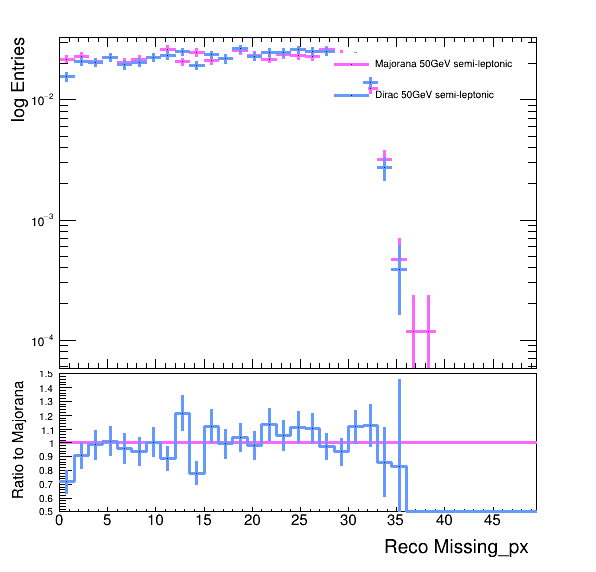 log Entries
Majorana 50GeV semi-leptonic
Dirac 50GeV semi-leptonic
10⁻²
10⁻³
10⁻⁴
Ratio to Majorana
1.5
1.4
1.3
1.2
1.1
1
0.9
0.8
0.7
0.6
0.5
0 5 10 15 20 25 30 35 40 45
Reco Missing_px